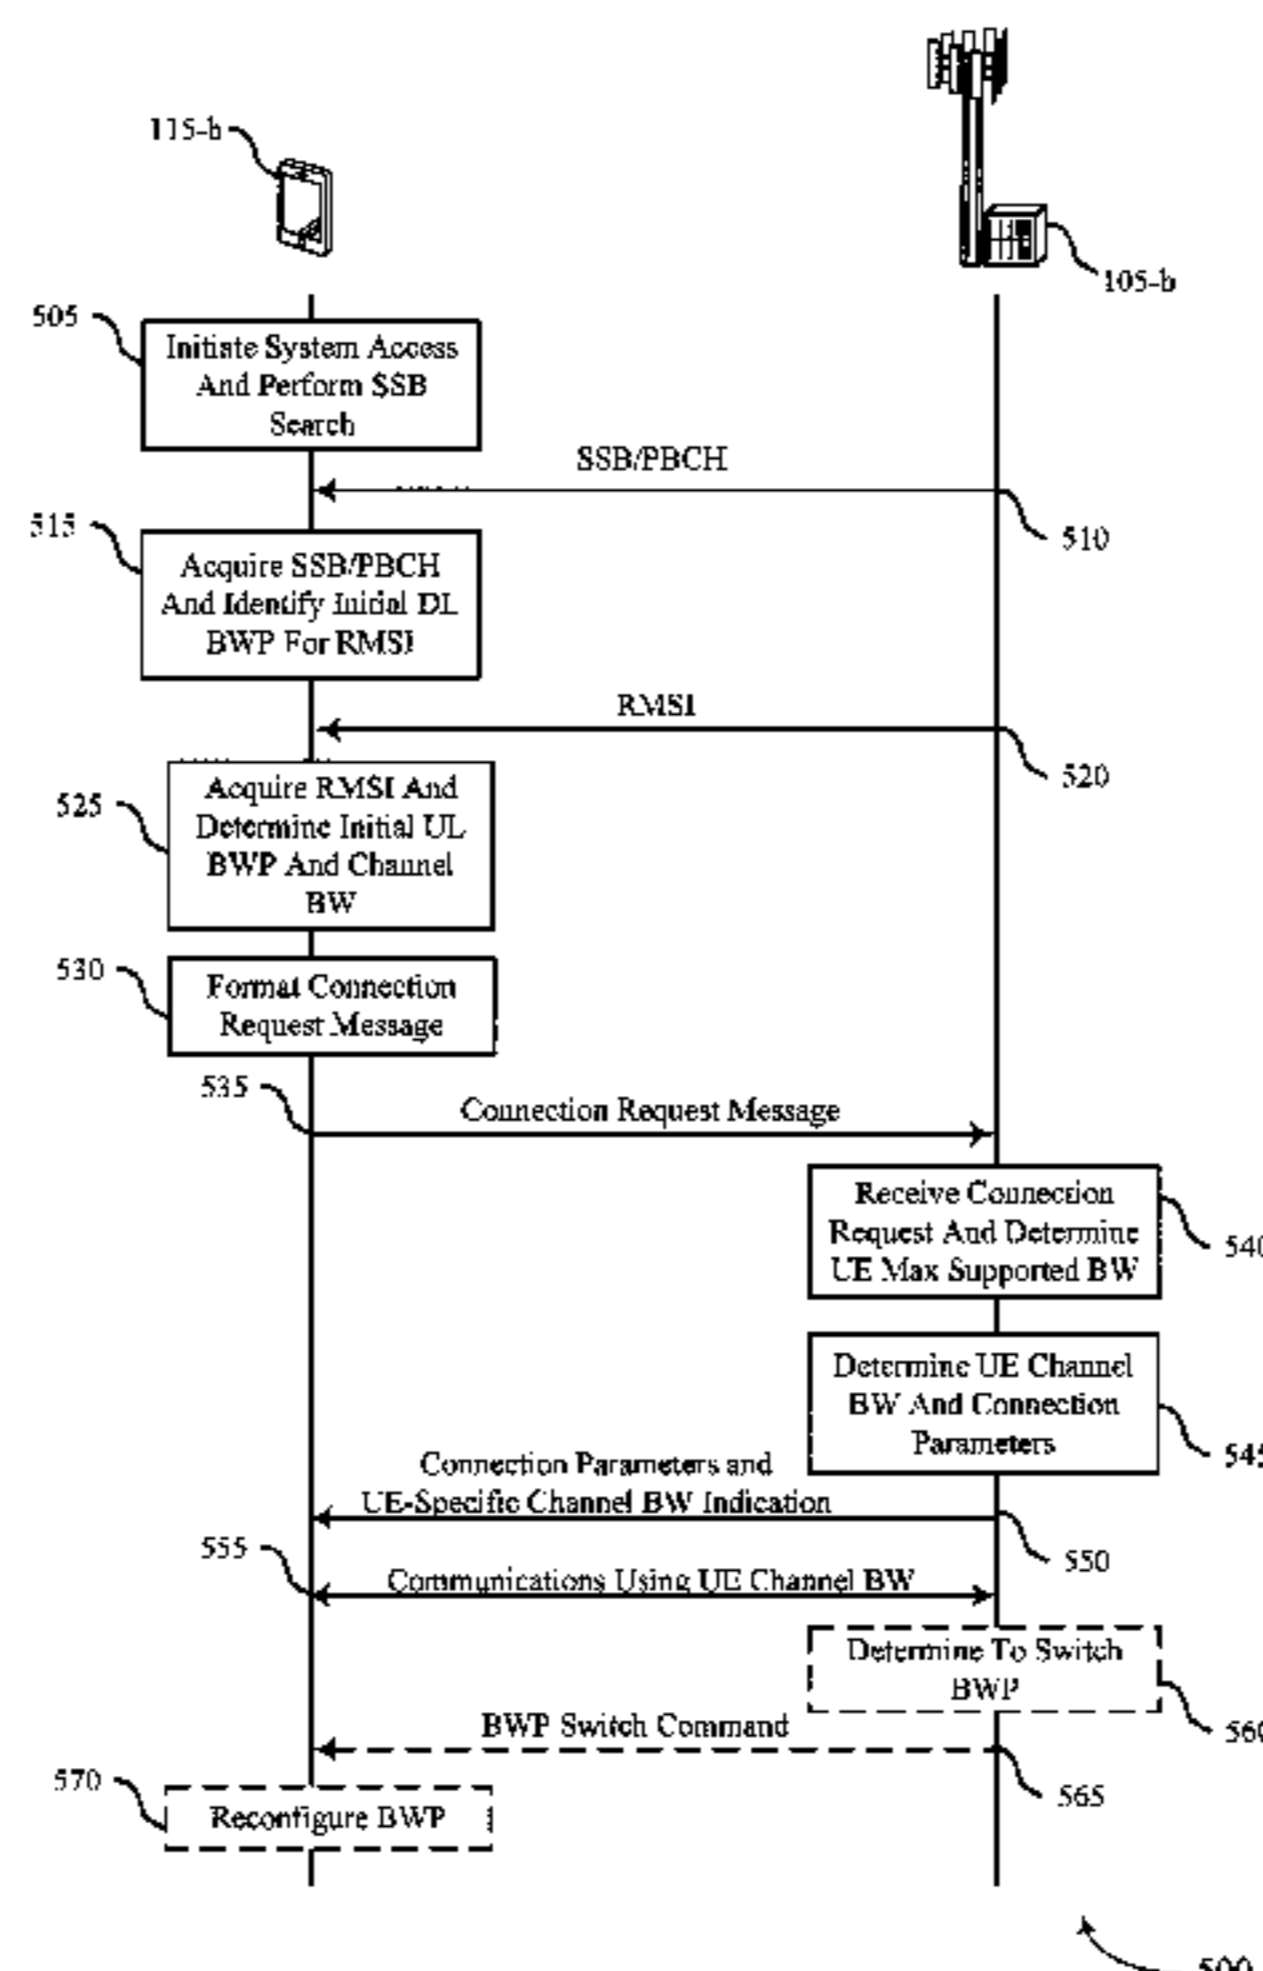 115-b
105-b
505
Initiate System Access
And Perform SSB
Search
SSB/PBCH
510
515
Acquire SSB/PBCH
And Identify Initial DL
BWP For RMSI
RMSI
520
525
Acquire RMSI And
Determine Initial UL
BWP And Channel
BW
530
Format Connection
Request Message
535
Connection Request Message
Receive Connection
Request And Determine
UE Max Supported BW
540
Determine UE Channel
BW And Connection
Parameters
545
Connection Parameters and
UE-Specific Channel BW Indication
550
555
Communications Using UE Channel BW
Determine To Switch
BWP
560
BWP Switch Command
565
570
Reconfigure BWP
500